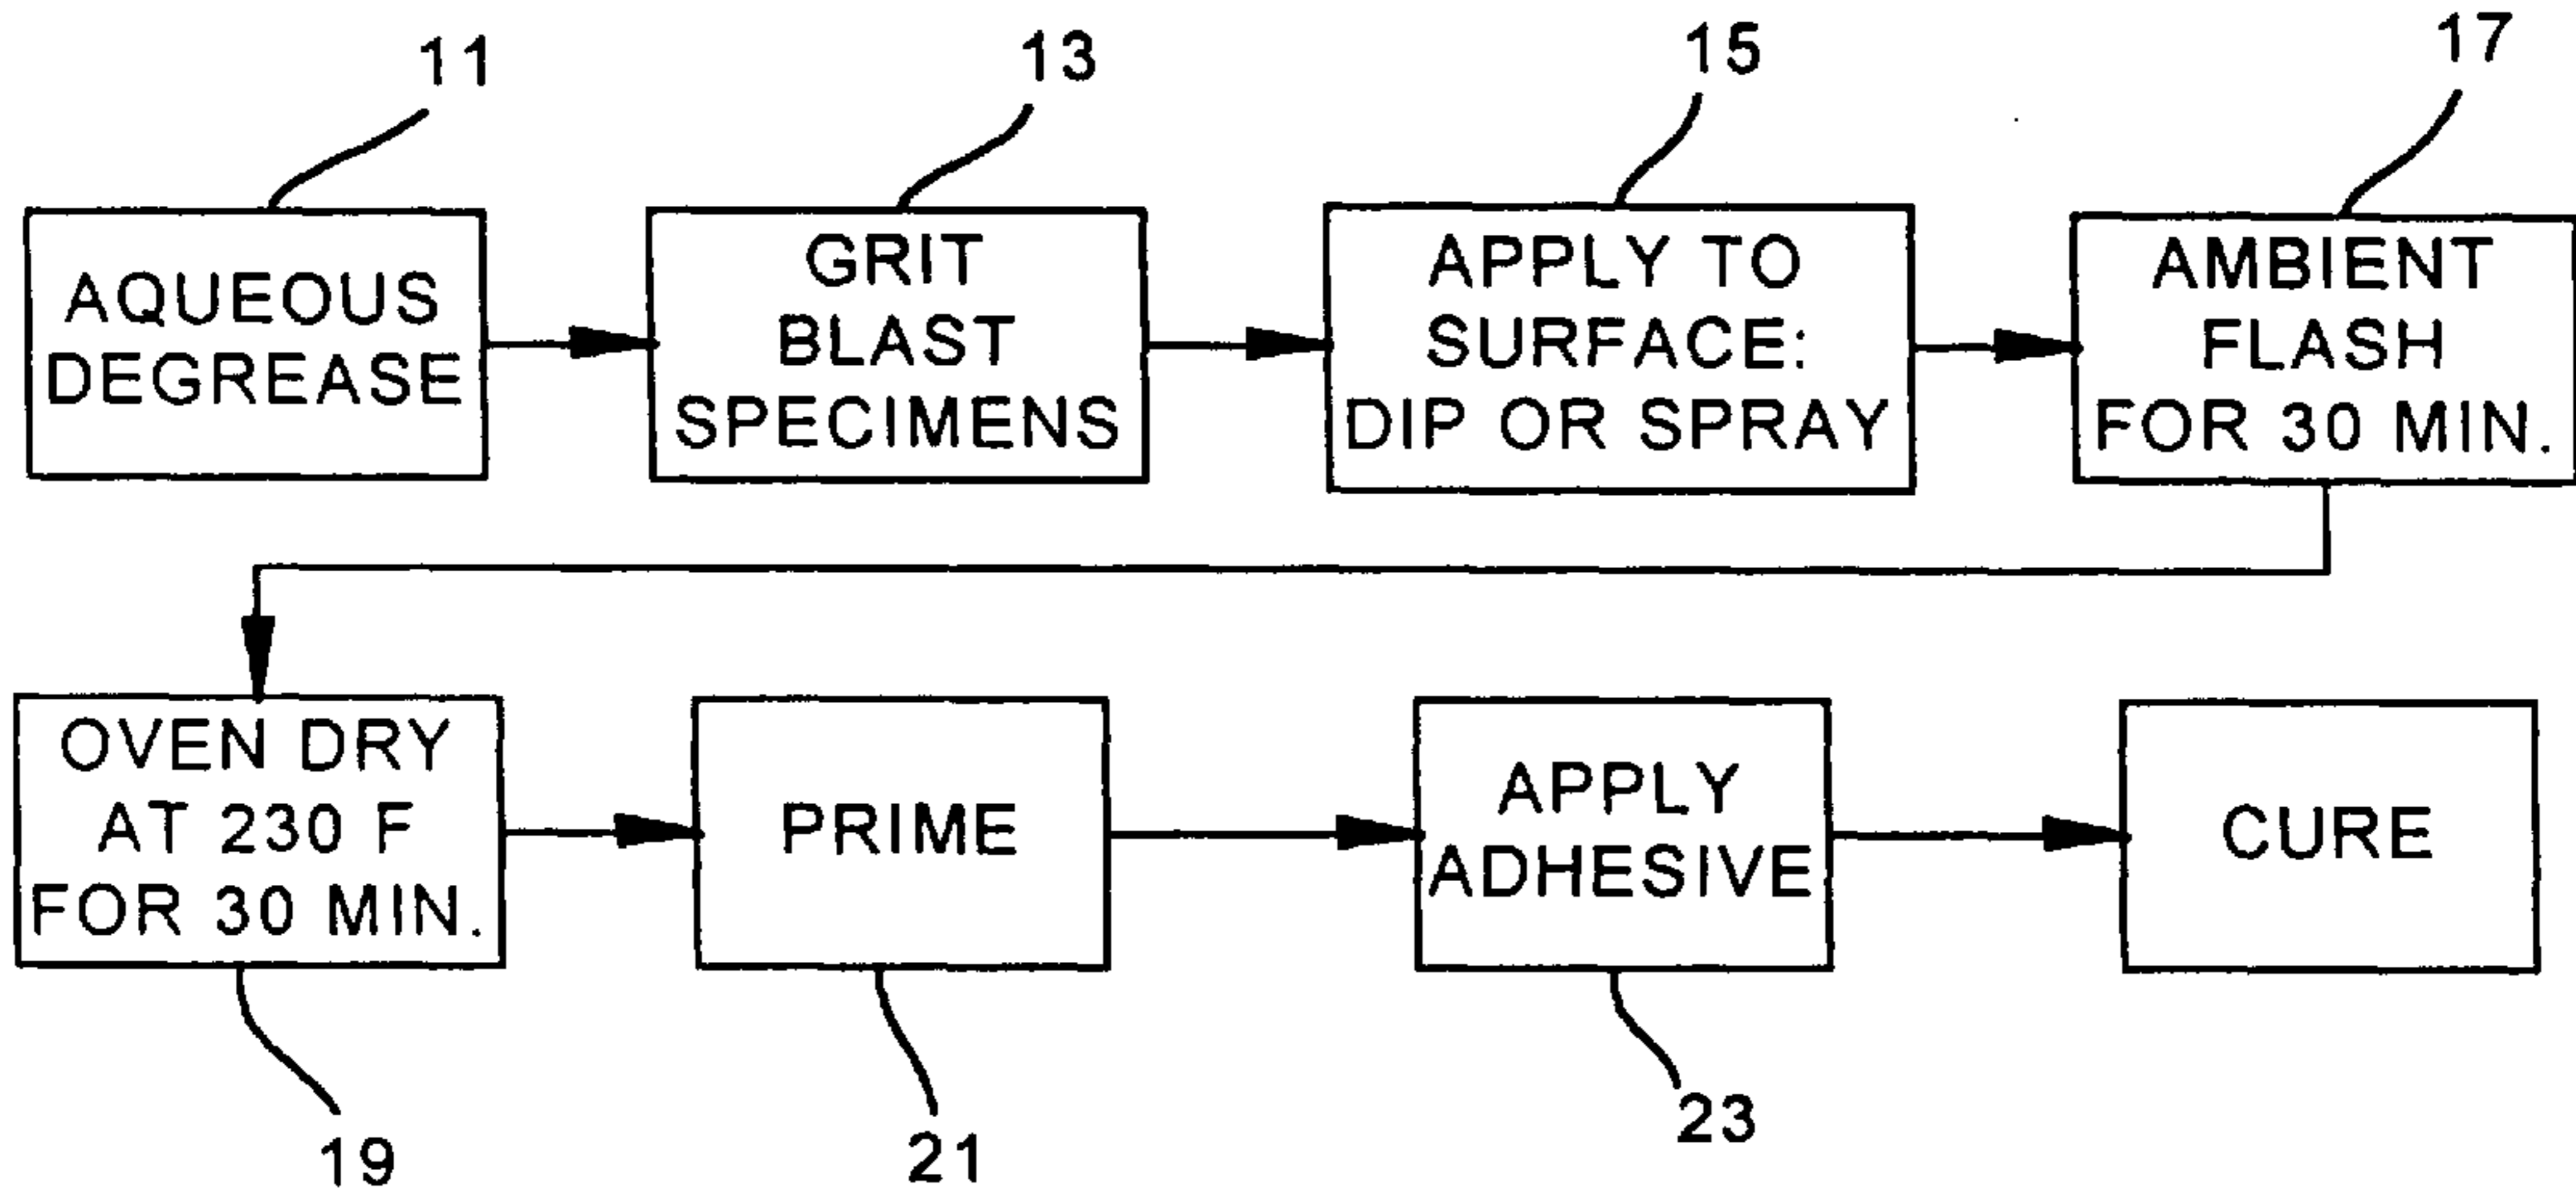 11
13
15
17
AQUEOUS
DEGREASE
GRIT
BLAST
SPECIMENS
APPLY TO
SURFACE:
DIP OR SPRAY
AMBIENT
FLASH
FOR 30 MIN.
OVEN DRY
AT 230 F
FOR 30 MIN.
PRIME
APPLY
ADHESIVE
CURE
19
21
23